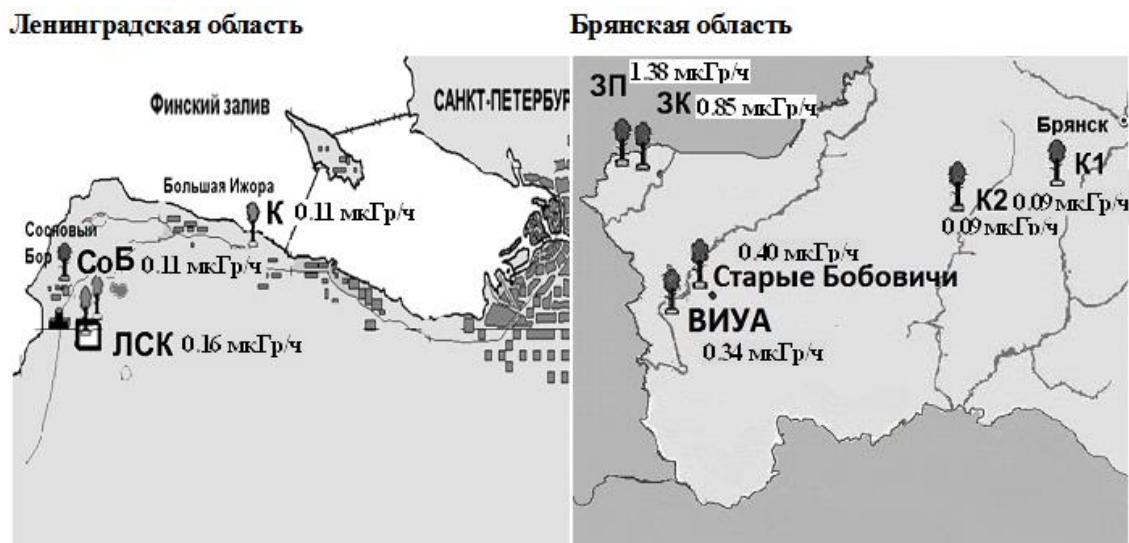 Ленинградская область
Брянская область
Финский залив
САНКТ-ПЕТЕРБУР
Большая Ижора
К 0.11 мкГр/ч
Сосновый
Бор
СоБ 0.11 мкГр/ч
ЛСК 0.16 мкГр/ч
ЗП 1.38 мкГр/ч
ЗК 0.85 мкГр/ч
Брянск
К1
0.09 мкГр/ч
К2
0.09 мкГр/ч
0.40 мкГр/ч
Старые Бобовичи
ВИУА
0.34 мкГр/ч